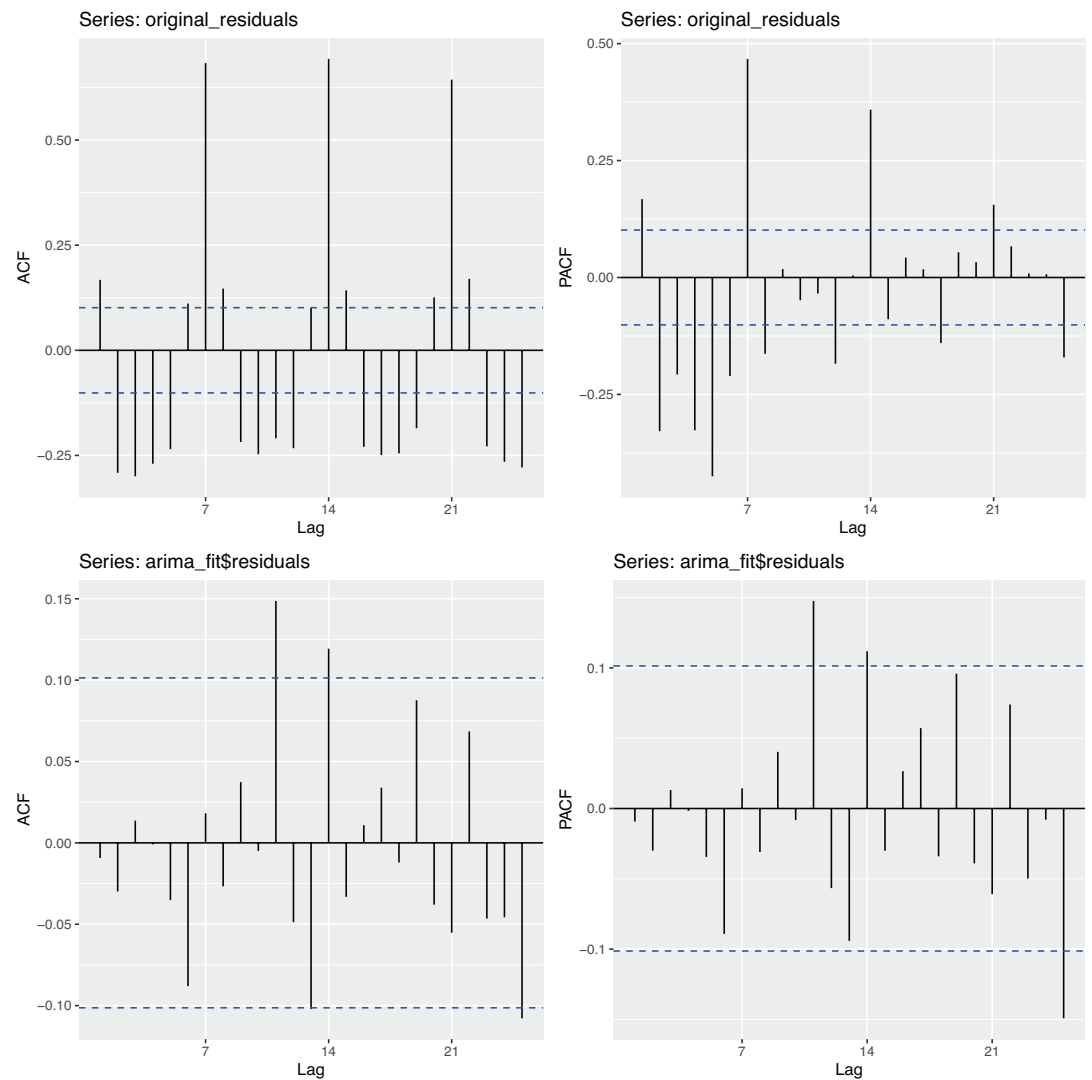 Series: original_residuals
ACF
0.50
0.25
0.00
−0.25
7 14 21
Lag
Series: original_residuals
PACF
0.50
0.25
0.00
−0.25
7 14 21
Lag
Series: arima_fit$residuals
ACF
0.15
0.10
0.05
0.00
−0.05
−0.10
7 14 21
Lag
Series: arima_fit$residuals
PACF
0.1
0.0
−0.1
7 14 21
Lag